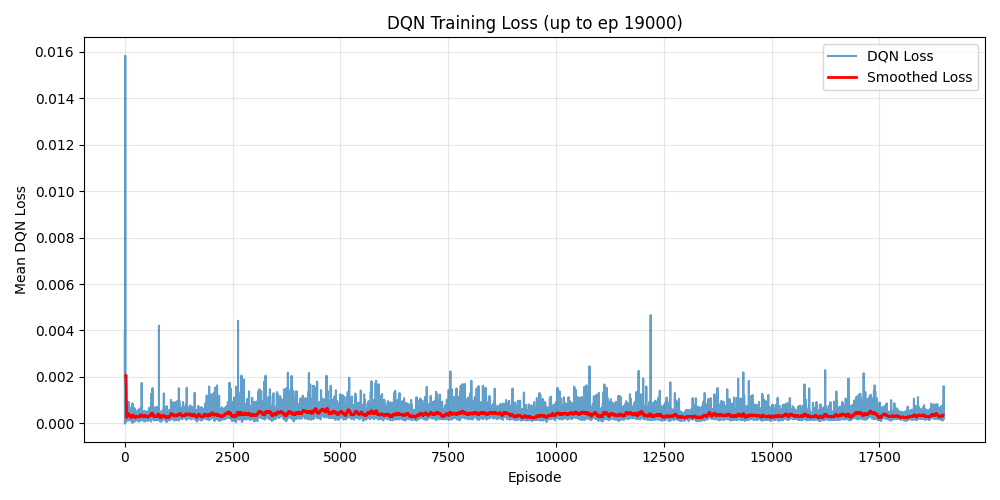 DQN Training Loss (up to ep 19000)
DQN Loss
Smoothed Loss
Mean DQN Loss
0.016
0.014
0.012
0.010
0.008
0.006
0.004
0.002
0.000
0 2500 5000 7500 10000 12500 15000 17500
Episode